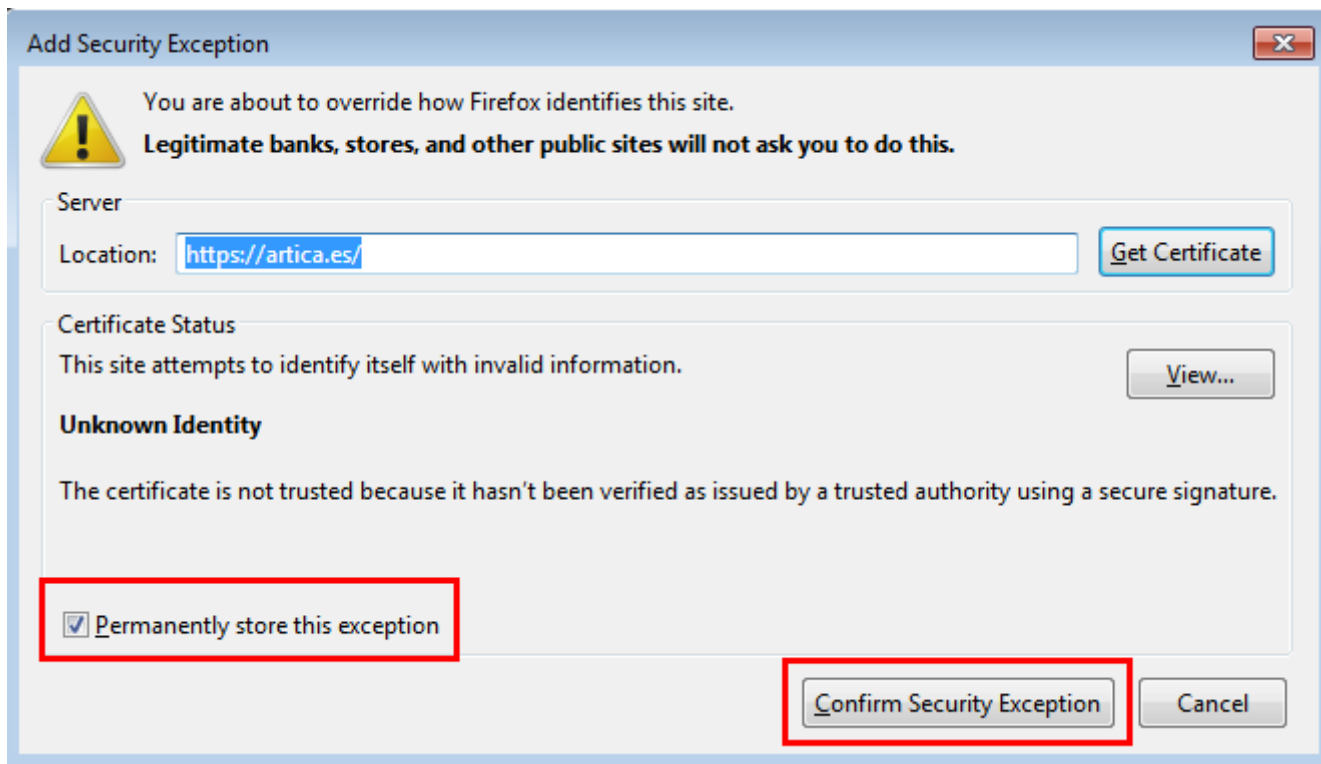 Add Security Exception
You are about to override how Firefox identifies this site.
Legitimate banks, stores, and other public sites will not ask you to do this.
Server
Location: https://artica.es/ Get Certificate
Certificate Status
This site attempts to identify itself with invalid information.
View...
Unknown Identity
The certificate is not trusted because it hasn't been verified as issued by a trusted authority using a secure signature.
Permanently store this exception
Confirm Security Exception Cancel